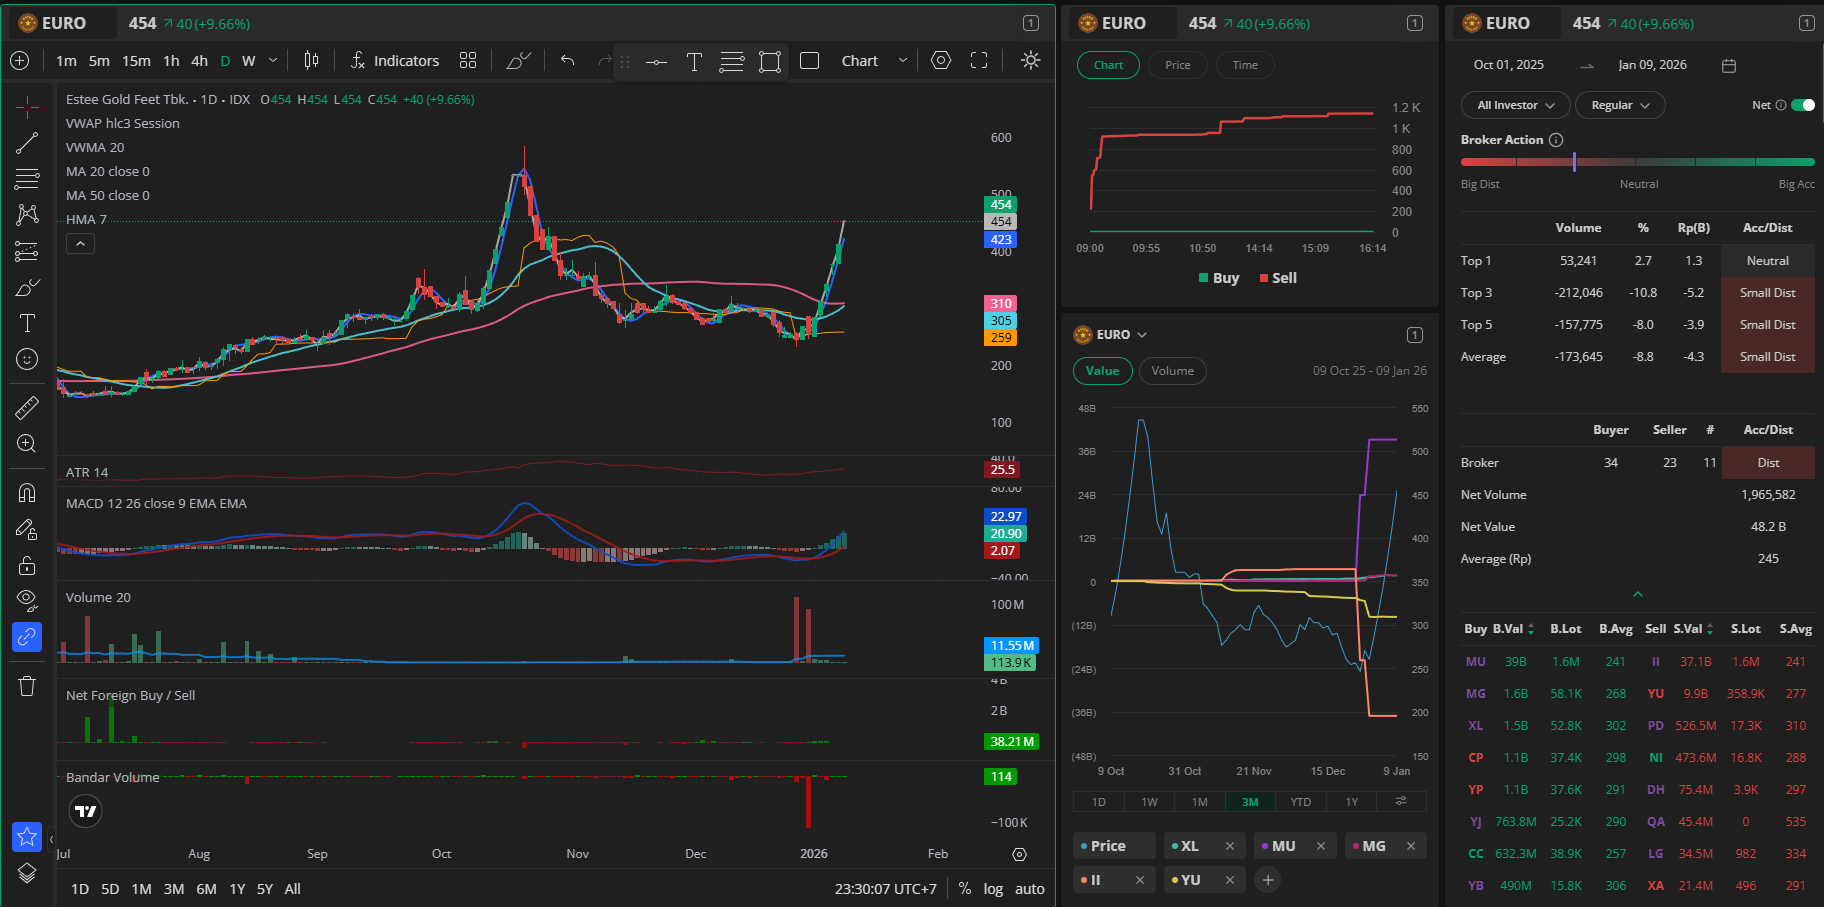 EURO 454 ↗ 40 (+9.66%) 1
1m 5m 15m 1h 4h D W Indicators T Chart
Estee Gold Feet Tbk. • 1D • IDX O454 H454 L454 C454 +40 (+9.66%)
VWAP hlc3 Session
VWMA 20
MA 20 close 0
MA 50 close 0
HMA 7
600
500
454
454
423
400
310
305
259
200
100
ATR 14
40.0
25.5
MACD 12 26 close 9 EMA EMA
80.00
22.97
20.90
2.07
−40.00
Volume 20
100 M
11.55 M
113.9 K
Net Foreign Buy / Sell
4 B
2 B
38.21 M
Bandar Volume
114
−100 K
Jul Aug Sep Oct Nov Dec 2026 Feb
1D 5D 1M 3M 6M 1Y 5Y All 23:30:07 UTC+7 % log auto
EURO 454 ↗ 40 (+9.66%) 1
Chart Price Time
1.2 K
1 K
800
600
400
200
0
09:00 09:55 10:50 14:14 15:09 16:14
Buy Sell
EURO 1
Value Volume 09 Oct 25 - 09 Jan 26
48B 550
36B 500
24B 450
12B 400
0 350
(12B) 300
(24B) 250
(36B) 200
(48B) 150
9 Oct 31 Oct 21 Nov 15 Dec 9 Jan
1D 1W 1M 3M YTD 1Y
Price XL × MU × MG ×
II × YU × +
EURO 454 ↗ 40 (+9.66%) 1
Oct 01, 2025 → Jan 09, 2026
All Investor Regular Net
Broker Action
Big Dist Neutral Big Acc
Volume % Rp(B) Acc/Dist
Top 1 53,241 2.7 1.3 Neutral
Top 3 -212,046 -10.8 -5.2 Small Dist
Top 5 -157,775 -8.0 -3.9 Small Dist
Average -173,645 -8.8 -4.3 Small Dist
Buyer Seller # Acc/Dist
Broker 34 23 11 Dist
Net Volume 1,965,582
Net Value 48.2 B
Average (Rp) 245
Buy B.Val B.Lot B.Avg Sell S.Val S.Lot S.Avg
MU 39B 1.6M 241 II 37.1B 1.6M 241
MG 1.6B 58.1K 268 YU 9.9B 358.9K 277
XL 1.5B 52.8K 302 PD 526.5M 17.3K 310
CP 1.1B 37.4K 298 NI 473.6M 16.8K 288
YP 1.1B 37.6K 291 DH 75.4M 3.9K 297
YJ 763.8M 25.2K 290 QA 45.4M 0 535
CC 632.3M 38.9K 257 LG 34.5M 982 334
YB 490M 15.8K 306 XA 21.4M 496 291